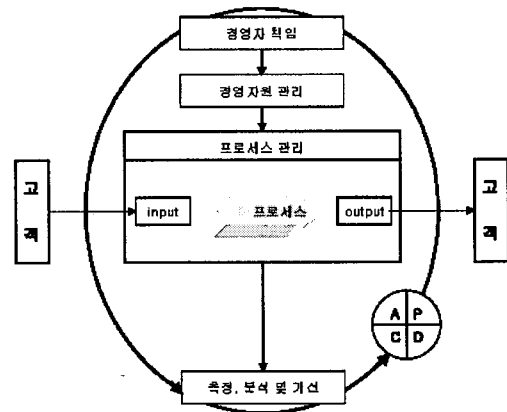 경영자 책임
경영자원 관리
프로세스 관리
고객
input
프로세스
output
고객
A P
C D
측정, 분석 및 개선